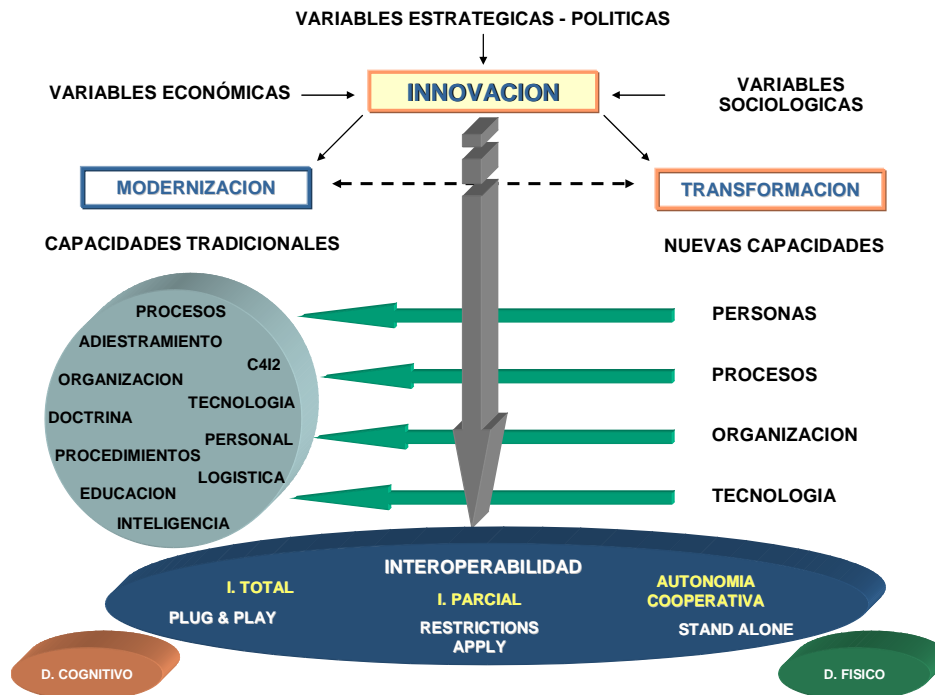 VARIABLES ESTRATEGICAS - POLITICAS
VARIABLES ECONÓMICAS
INNOVACION
VARIABLES
SOCIOLOGICAS
MODERNIZACION
TRANSFORMACION
CAPACIDADES TRADICIONALES
NUEVAS CAPACIDADES
PROCESOS
ADIESTRAMIENTO
C4I2
ORGANIZACION
TECNOLOGIA
DOCTRINA
PERSONAL
PROCEDIMIENTOS
LOGISTICA
EDUCACION
INTELIGENCIA
PERSONAS
PROCESOS
ORGANIZACION
TECNOLOGIA
INTEROPERABILIDAD
I. TOTAL
PLUG & PLAY
I. PARCIAL
RESTRICTIONS
APPLY
AUTONOMIA
COOPERATIVA
STAND ALONE
D. COGNITIVO
D. FISICO